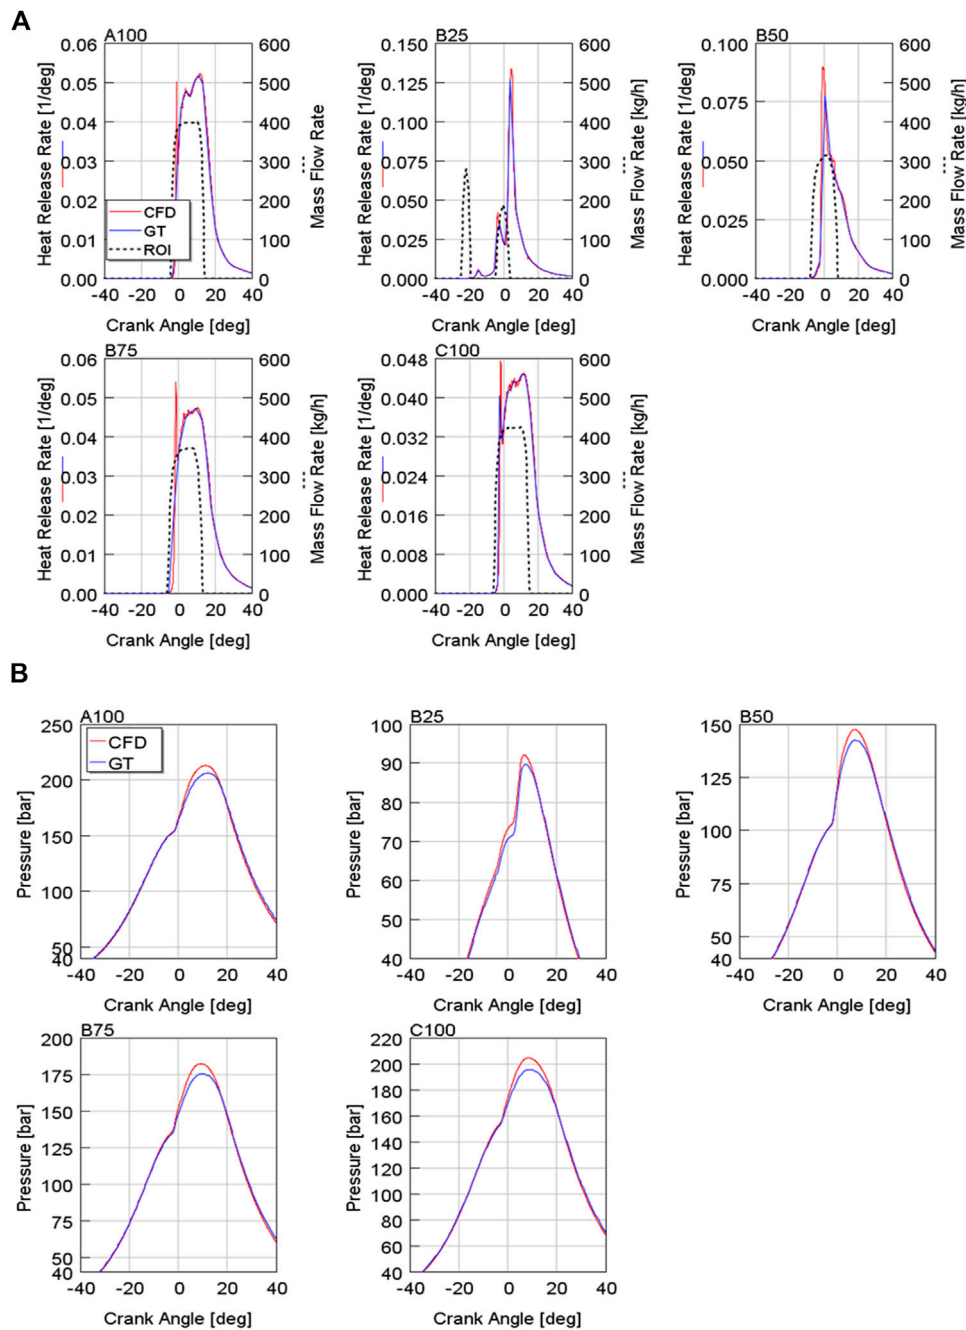 A
A100
B25
B50
0.06
0.05
0.04
0.03
0.02
0.01
0.00
600
500
400
300
200
100
0
0.150
0.125
0.100
0.075
0.050
0.025
0.000
600
500
400
300
200
100
0
0.100
0.075
0.050
0.025
0.000
600
500
400
300
200
100
0
Heat Release Rate [1/deg]
Mass Flow Rate
Heat Release Rate [1/deg]
Mass Flow Rate [kg/h]
Heat Release Rate [1/deg]
Mass Flow Rate [kg/h]
CFD
GT
ROI
-40 -20 0 20 40
-40 -20 0 20 40
-40 -20 0 20 40
Crank Angle [deg]
Crank Angle [deg]
Crank Angle [deg]
B75
C100
0.06
0.05
0.04
0.03
0.02
0.01
0.00
600
500
400
300
200
100
0
0.048
0.040
0.032
0.024
0.016
0.008
0.000
600
500
400
300
200
100
0
Heat Release Rate [1/deg]
Mass Flow Rate [kg/h]
Heat Release Rate [1/deg]
Mass Flow Rate [kg/h]
-40 -20 0 20 40
-40 -20 0 20 40
Crank Angle [deg]
Crank Angle [deg]
B
A100
B25
B50
250
200
150
100
50
40
100
90
80
70
60
50
40
150
125
100
75
50
40
Pressure [bar]
Pressure [bar]
Pressure [bar]
CFD
GT
-40 -20 0 20 40
-40 -20 0 20 40
-40 -20 0 20 40
Crank Angle [deg]
Crank Angle [deg]
Crank Angle [deg]
B75
C100
200
175
150
125
100
75
50
40
220
200
180
160
140
120
100
80
60
40
Pressure [bar]
Pressure [bar]
-40 -20 0 20 40
-40 -20 0 20 40
Crank Angle [deg]
Crank Angle [deg]